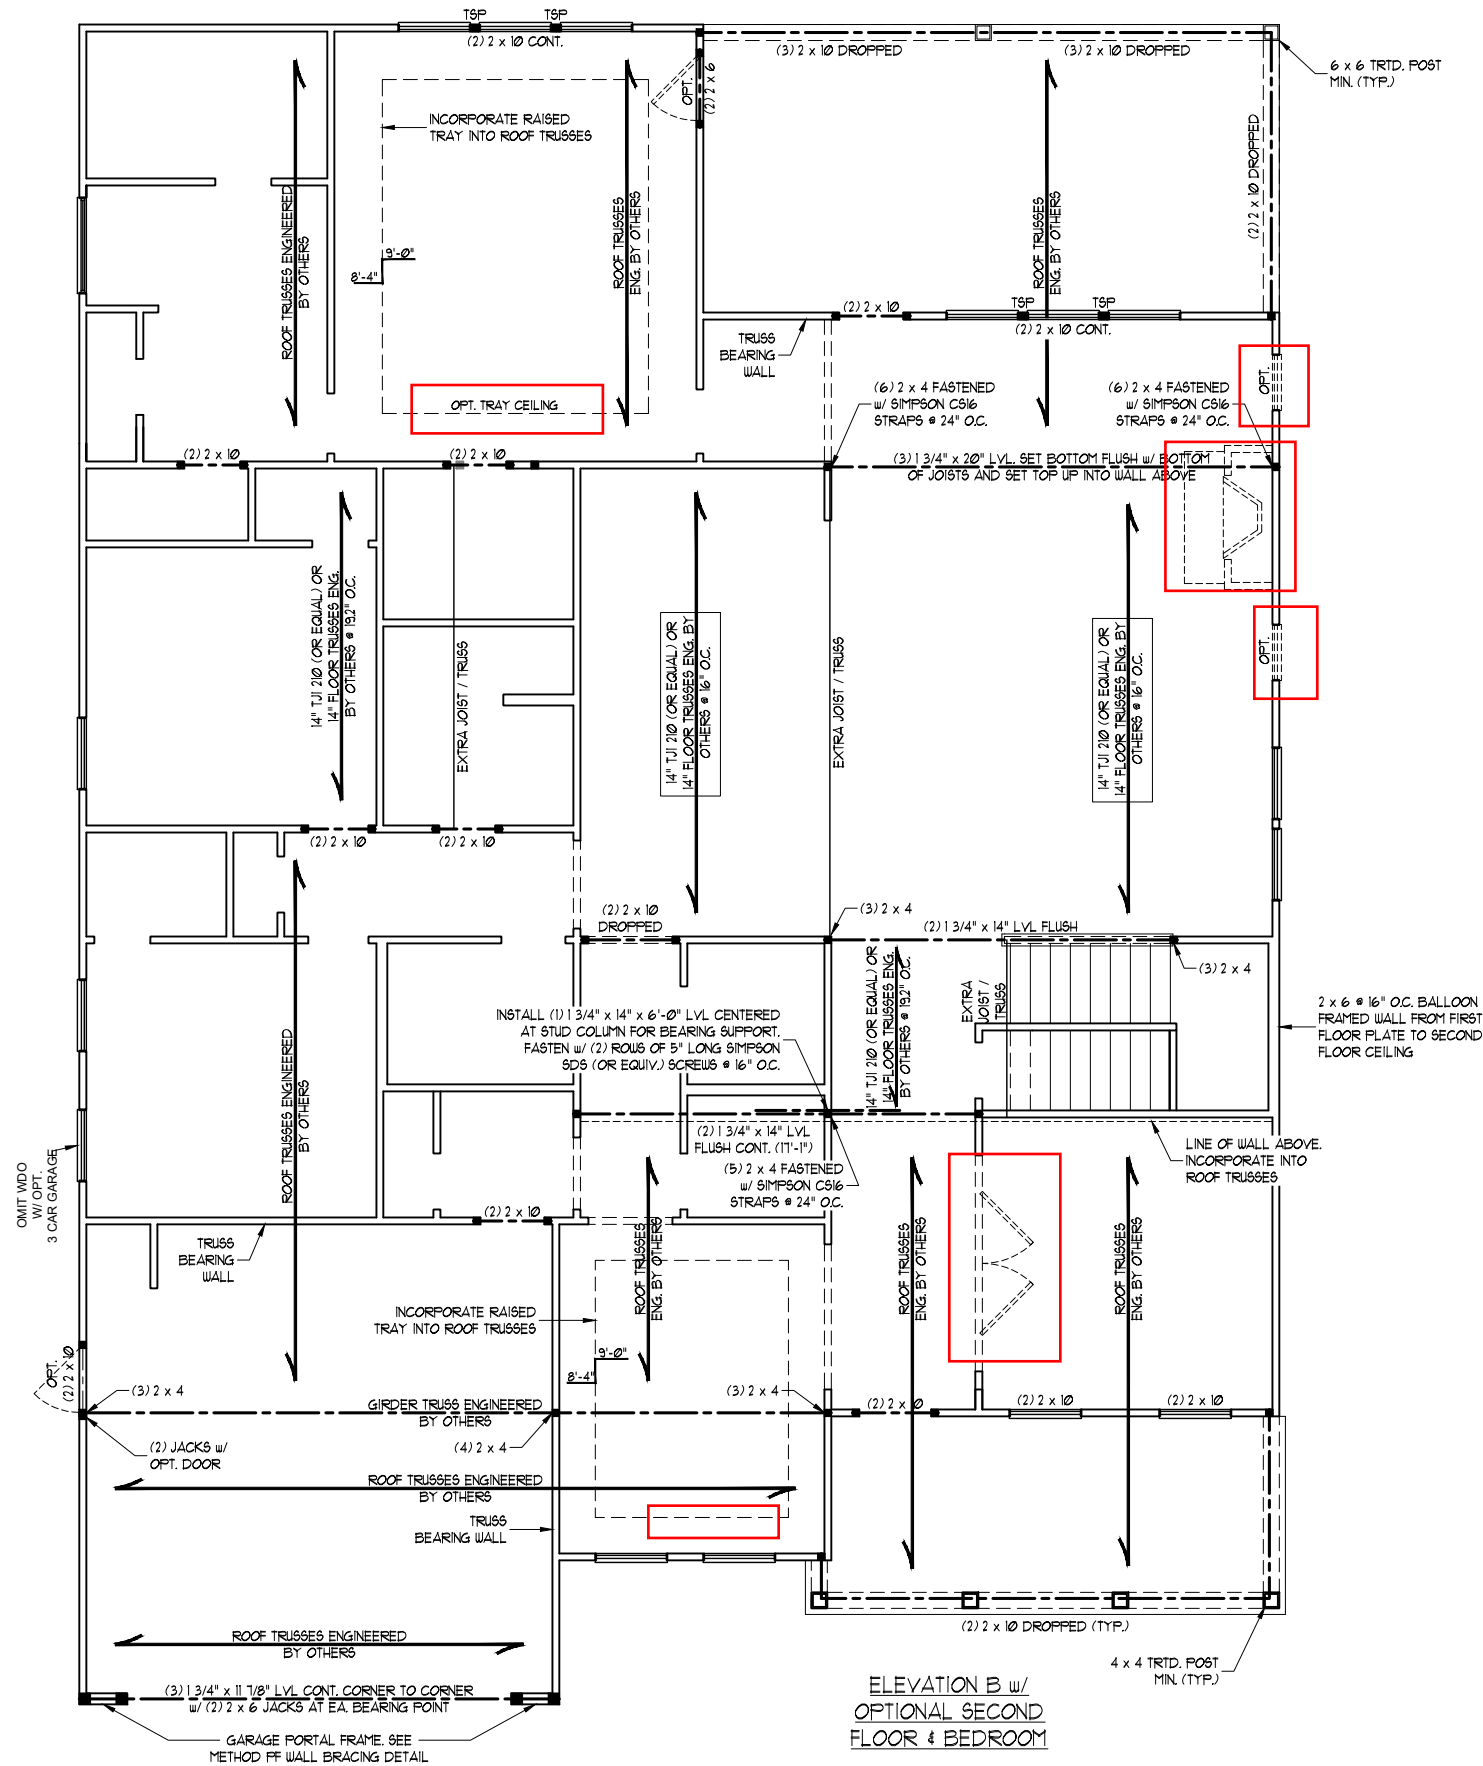 TSP
TSP
(2) 2 x 10 CONT.
(3) 2 x 10 DROPPED
(3) 2 x 10 DROPPED
6 x 6 TRTD. POST
MIN. (TYP.)
OPT.
(2) 2 x 6
INCORPORATE RAISED
TRAY INTO ROOF TRUSSES
(2) 2 x 10 DROPPED
ROOF TRUSSES ENGINEERED
BY OTHERS
ROOF TRUSSES
ENG. BY OTHERS
ROOF TRUSSES
ENG. BY OTHERS
9'-0"
8'-4"
(2) 2 x 10
TSP
TSP
(2) 2 x 10 CONT.
TRUSS
BEARING
WALL
OPT. TRAY CEILING
(6) 2 x 4 FASTENED
w/ SIMPSON CS16
STRAPS @ 24" O.C.
(6) 2 x 4 FASTENED
w/ SIMPSON CS16
STRAPS @ 24" O.C.
OPT.
(2) 2 x 10
(2) 2 x 10
(3) 1 3/4" x 20" LVL. SET BOTTOM FLUSH w/ BOTTOM
OF JOISTS AND SET TOP UP INTO WALL ABOVE
14" TJI 210 (OR EQUAL) OR
14" FLOOR TRUSSES ENG.
BY OTHERS @ 19.2" O.C.
EXTRA JOIST / TRUSS
14" TJI 210 (OR EQUAL) OR
14" FLOOR TRUSSES ENG. BY
OTHERS @ 16" O.C.
EXTRA JOIST / TRUSS
14" TJI 210 (OR EQUAL) OR
14" FLOOR TRUSSES ENG. BY
OTHERS @ 16" O.C.
OPT.
(2) 2 x 10
(2) 2 x 10
(2) 2 x 10
DROPPED
(3) 2 x 4
(2) 1 3/4" x 14" LVL FLUSH
(3) 2 x 4
14" TJI 210 (OR EQUAL) OR
14" FLOOR TRUSSES ENG.
BY OTHERS @ 19.2" O.C.
EXTRA
JOIST /
TRUSS
2 x 6 @ 16" O.C. BALLOON
FRAMED WALL FROM FIRST
FLOOR PLATE TO SECOND
FLOOR CEILING
INSTALL (1) 1 3/4" x 14" x 6'-0" LVL CENTERED
AT STUD COLUMN FOR BEARING SUPPORT.
FASTEN w/ (2) ROWS OF 5" LONG SIMPSON
SDS (OR EQUIV.) SCREWS @ 16" O.C.
ROOF TRUSSES ENGINEERED
BY OTHERS
(2) 1 3/4" x 14" LVL
FLUSH CONT. (17'-1")
(5) 2 x 4 FASTENED
w/ SIMPSON CS16
STRAPS @ 24" O.C.
LINE OF WALL ABOVE.
INCORPORATE INTO
ROOF TRUSSES
OMIT WDO
W/ OPT.
3 CAR GARAGE
(2) 2 x 10
TRUSS
BEARING
WALL
ROOF TRUSSES
ENG. BY OTHERS
ROOF TRUSSES
ENG. BY OTHERS
ROOF TRUSSES
ENG. BY OTHERS
INCORPORATE RAISED
TRAY INTO ROOF TRUSSES
9'-0"
8'-4"
OPT.
(2) 2 x 10
(3) 2 x 4
GIRDER TRUSS ENGINEERED
BY OTHERS
(3) 2 x 4
(2) 2 x 10
(2) 2 x 10
(2) 2 x 10
(2) JACKS w/
OPT. DOOR
(4) 2 x 4
ROOF TRUSSES ENGINEERED
BY OTHERS
TRUSS
BEARING WALL
(2) 2 x 10 DROPPED (TYP.)
ROOF TRUSSES ENGINEERED
BY OTHERS
4 x 4 TRTD. POST
MIN. (TYP.)
(3) 1 3/4" x 11 7/8" LVL CONT. CORNER TO CORNER
w/ (2) 2 x 6 JACKS AT EA. BEARING POINT
GARAGE PORTAL FRAME. SEE
METHOD PF WALL BRACING DETAIL
ELEVATION B w/
OPTIONAL SECOND
FLOOR & BEDROOM